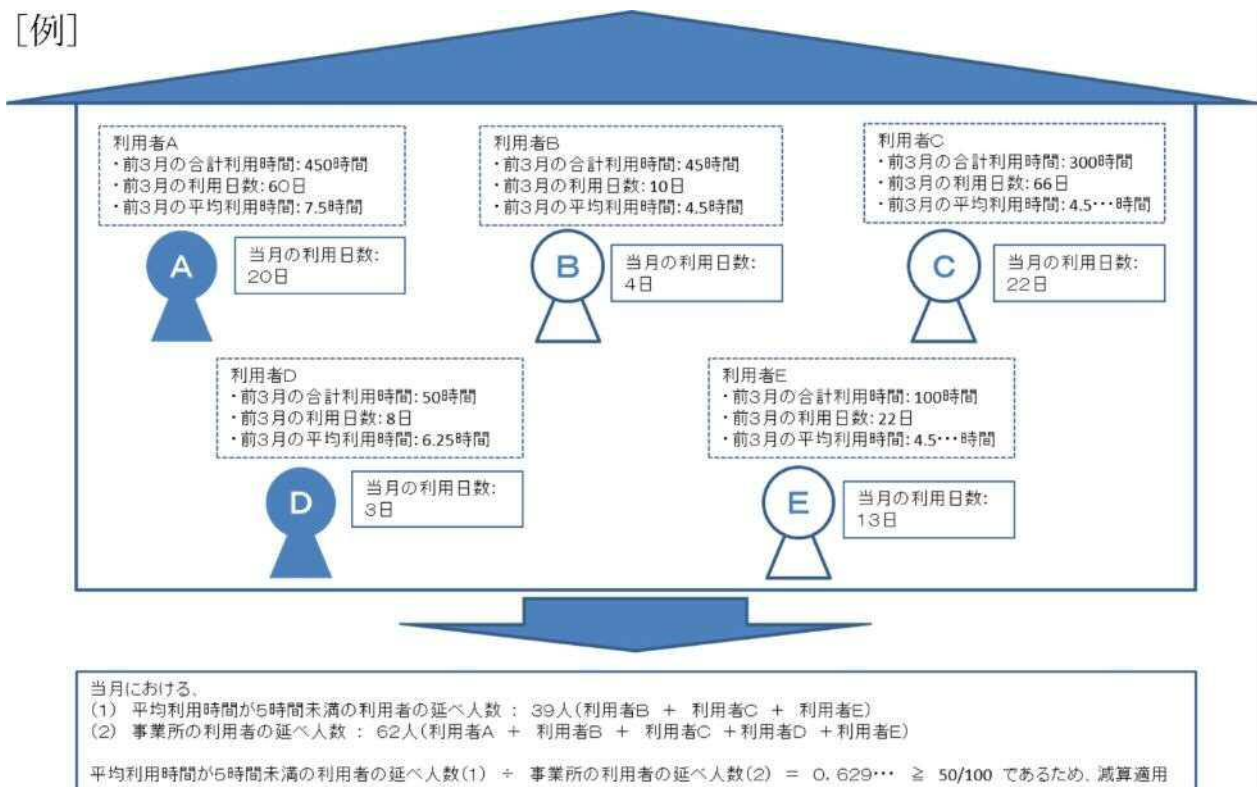 [例]
利用者A
・前3月の合計利用時間:450時間
・前3月の利用日数:60日
・前3月の平均利用時間:7.5時間
A
当月の利用日数:
20日
利用者B
・前3月の合計利用時間:45時間
・前3月の利用日数:10日
・前3月の平均利用時間:4.5時間
B
当月の利用日数:
4日
利用者C
・前3月の合計利用時間:300時間
・前3月の利用日数:66日
・前3月の平均利用時間:4.5・・・時間
C
当月の利用日数:
22日
利用者D
・前3月の合計利用時間:50時間
・前3月の利用日数:8日
・前3月の平均利用時間:6.25時間
D
当月の利用日数:
3日
利用者E
・前3月の合計利用時間:100時間
・前3月の利用日数:22日
・前3月の平均利用時間:4.5・・・時間
E
当月の利用日数:
13日
当月における、
(1) 平均利用時間が5時間未満の利用者の延べ人数 : 39人(利用者B + 利用者C + 利用者E)
(2) 事業所の利用者の延べ人数 : 62人(利用者A + 利用者B + 利用者C +利用者D +利用者E)
平均利用時間が5時間未満の利用者の延べ人数(1) ÷ 事業所の利用者の延べ人数(2) = 0.629・・・ ≧ 50/100 であるため、減算適用